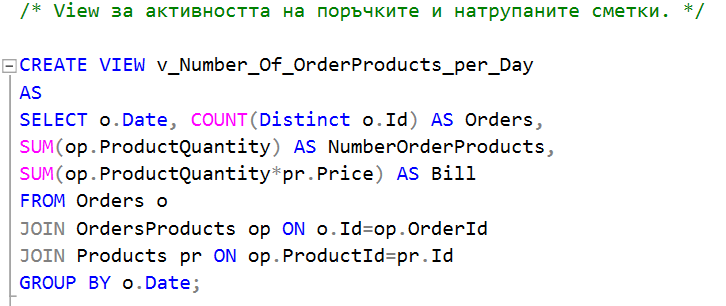 /* View за активността на поръчките и натрупаните сметки. */
CREATE VIEW v_Number_Of_OrderProducts_per_Day
AS
SELECT o.Date, COUNT(Distinct o.Id) AS Orders,
SUM(op.ProductQuantity) AS NumberOrderProducts,
SUM(op.ProductQuantity*pr.Price) AS Bill
FROM Orders o
JOIN OrdersProducts op ON o.Id=op.OrderId
JOIN Products pr ON op.ProductId=pr.Id
GROUP BY o.Date;